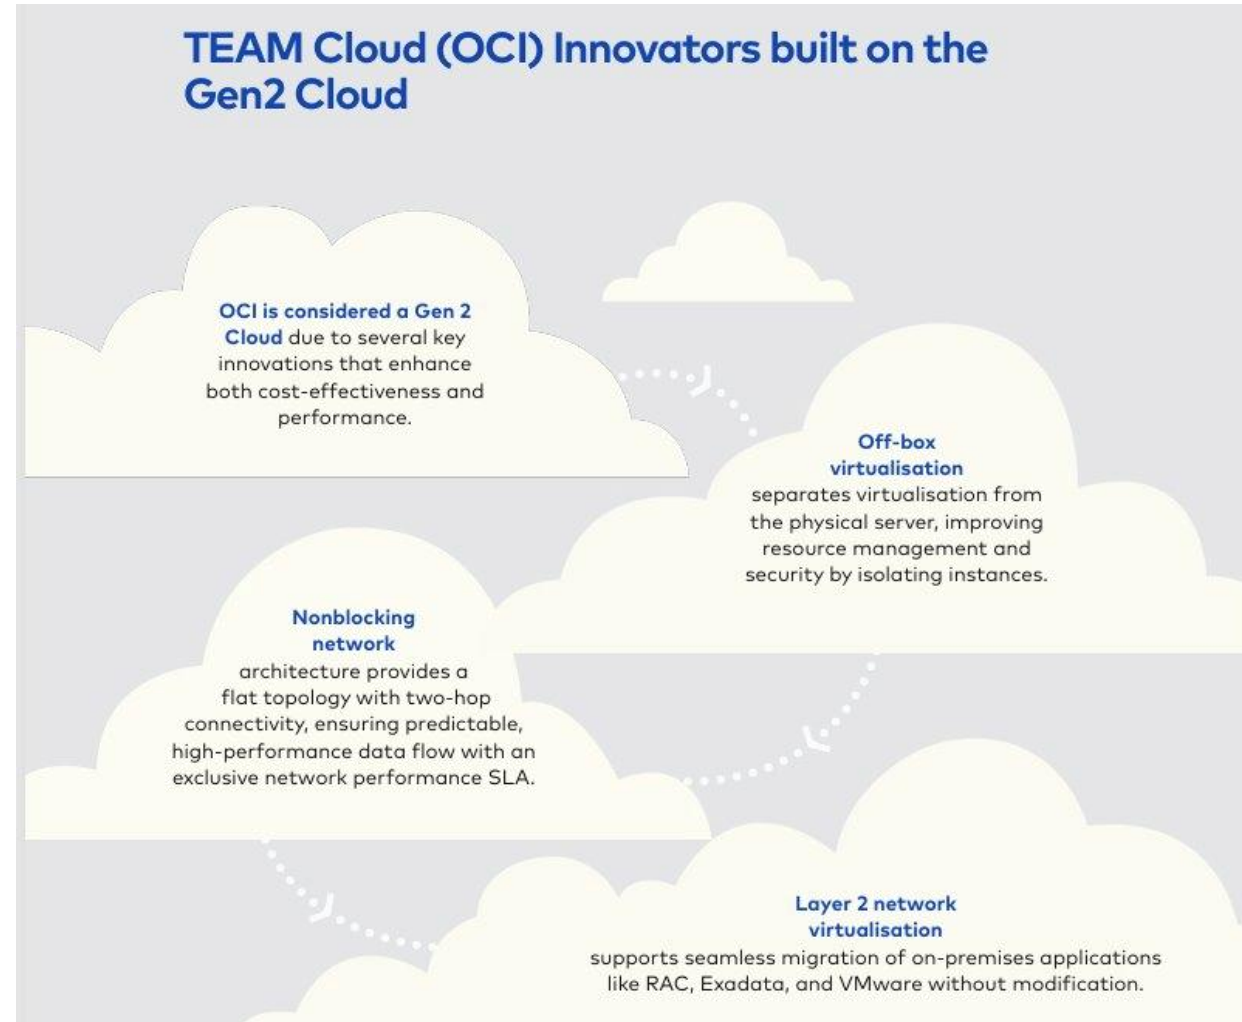 TEAM Cloud (OCI) Innovators built on the
Gen2 Cloud
OCI is considered a Gen 2
Cloud due to several key
innovations that enhance
both cost-effectiveness and
performance.
Off-box
virtualisation
separates virtualisation from
the physical server, improving
resource management and
security by isolating instances.
Nonblocking
network
architecture provides a
flat topology with two-hop
connectivity, ensuring predictable,
high-performance data flow with an
exclusive network performance SLA.
Layer 2 network
virtualisation
supports seamless migration of on-premises applications
like RAC, Exadata, and VMware without modification.